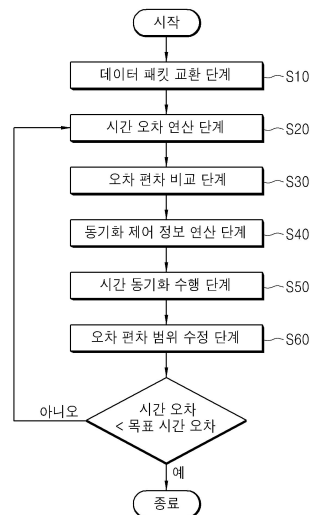 시작
데이터 패킷 교환 단계 S10
시간 오차 연산 단계 S20
오차 편차 비교 단계 S30
동기화 제어 정보 연산 단계 S40
시간 동기화 수행 단계 S50
오차 편차 범위 수정 단계 S60
아니오
시간 오차
< 목표 시간 오차
예
종료